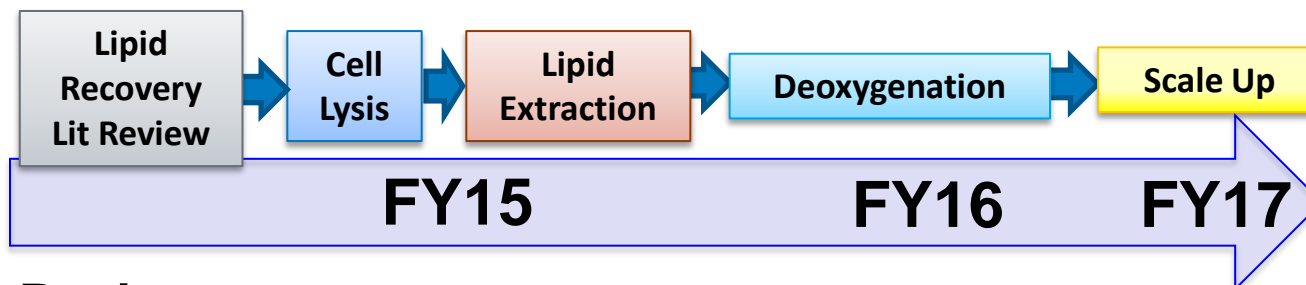 Lipid
Recovery
Lit Review
Cell
Lysis
Lipid
Extraction
Deoxygenation
Scale Up
FY15
FY16
FY17